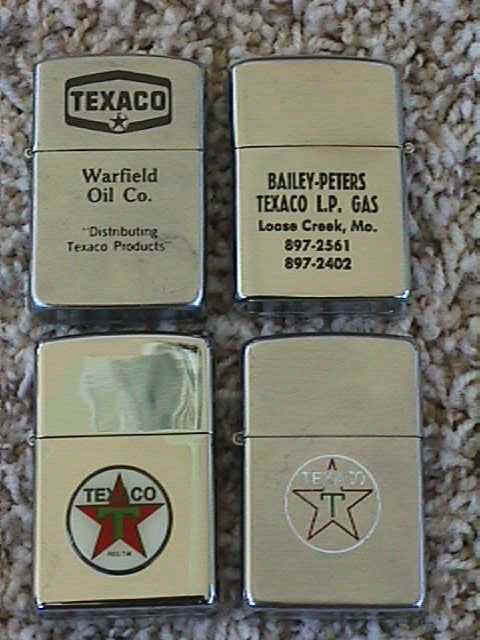 TEXACO
Warfield
Oil Co.
"Distributing
Texaco Products"
BAILEY-PETERS
TEXACO L.P. GAS
Loose Creek, Mo.
897-2561
897-2402
TEXACO
T
TEXACO
T